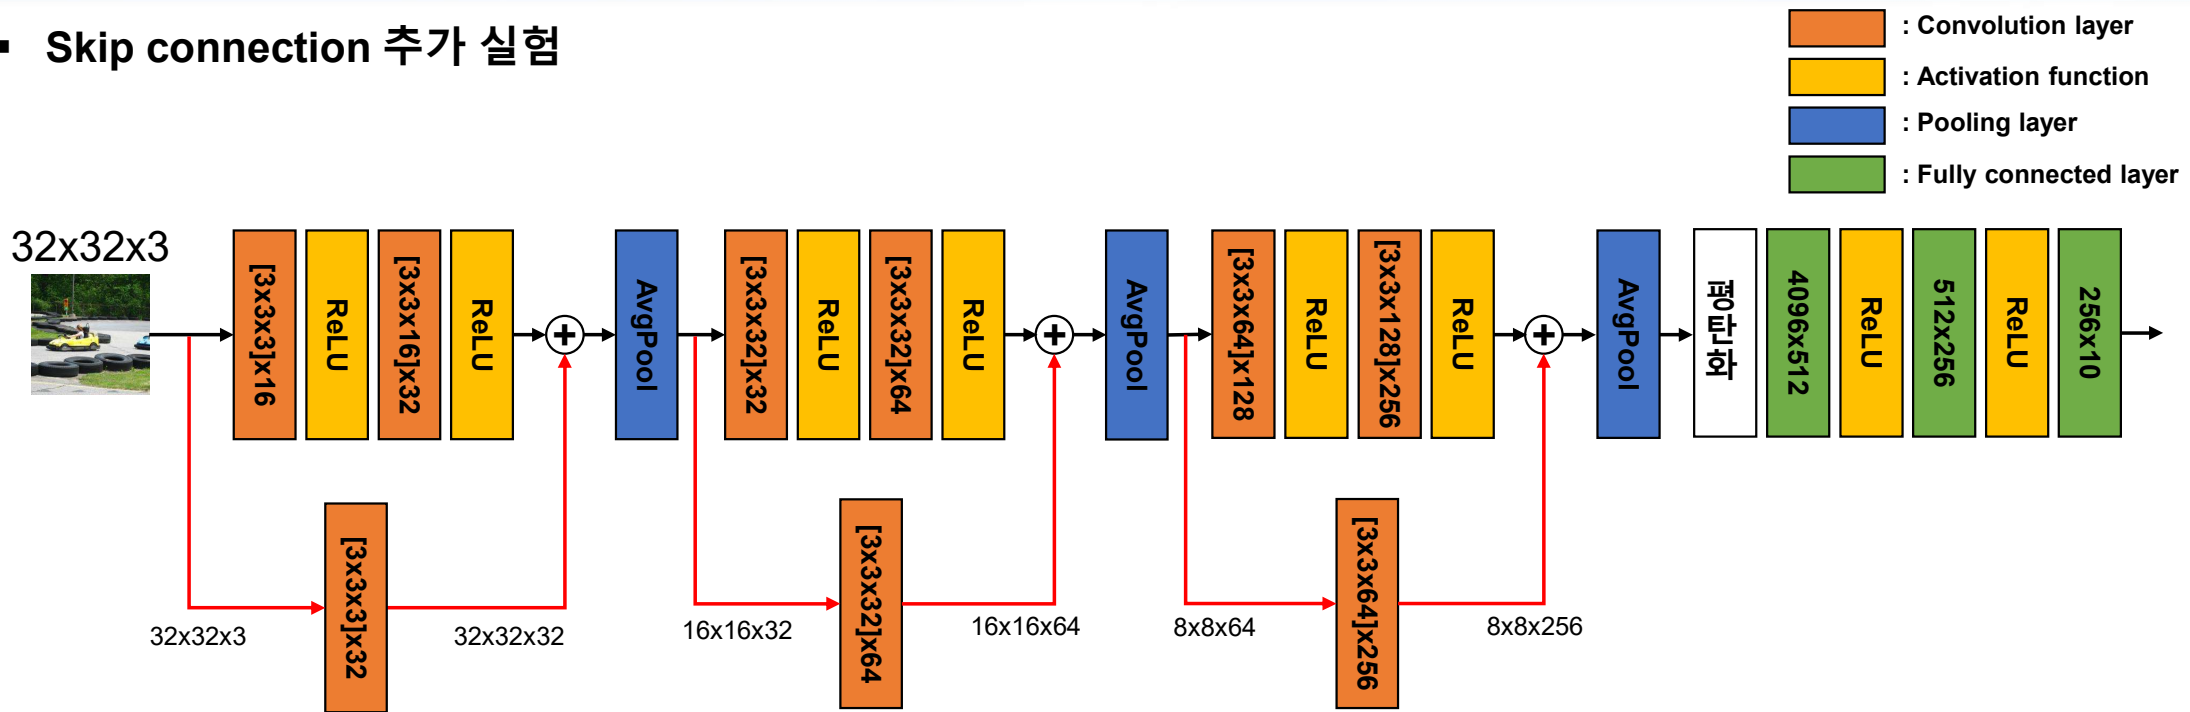 ▪ Skip connection 추가 실험
: Convolution layer
: Activation function
: Pooling layer
: Fully connected layer
32x32x3
[3x3x3]x16
ReLU
[3x3x16]x32
ReLU
+
AvgPool
[3x3x32]x32
ReLU
[3x3x32]x64
ReLU
+
AvgPool
[3x3x64]x128
ReLU
[3x3x128]x256
ReLU
+
AvgPool
평탄화
4096x512
ReLU
512x256
ReLU
256x10
32x32x3
[3x3x3]x32
32x32x32
16x16x32
[3x3x32]x64
16x16x64
8x8x64
[3x3x64]x256
8x8x256